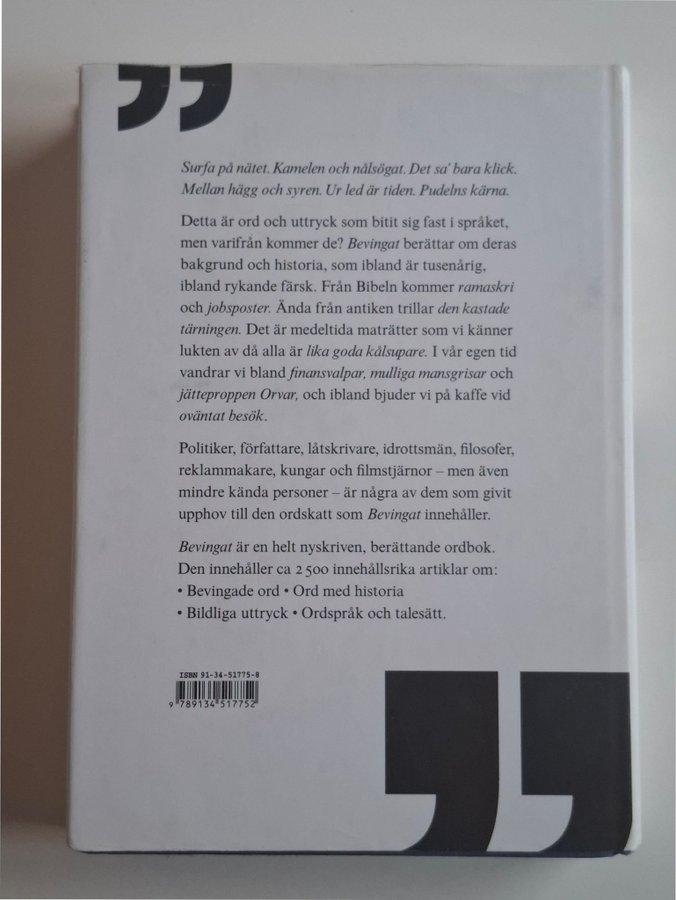 ”
Surfa på nätet. Kamelen och nålsögat. Det sa' bara klick.
Mellan hägg och syren. Ur led är tiden. Pudelns kärna.
Detta är ord och uttryck som bitit sig fast i språket,
men varifrån kommer de? Bevingat berättar om deras
bakgrund och historia, som ibland är tusenårig,
ibland rykande färsk. Från Bibeln kommer ramaskri
och jobsposter. Ända från antiken trillar den kastade
tärningen. Det är medeltida maträtter som vi känner
lukten av då alla är lika goda kålsupare. I vår egen tid
vandrar vi bland finansvalpar, mulliga mansgrisar och
jätteproppen Orvar, och ibland bjuder vi på kaffe vid
oväntat besök.
Politiker, författare, låtskrivare, idrottsmän, filosofer,
reklammakare, kungar och filmstjärnor – men även
mindre kända personer – är några av dem som givit
upphov till den ordskatt som Bevingat innehåller.
Bevingat är en helt nyskriven, berättande ordbok.
Den innehåller ca 2 500 innehållsrika artiklar om:
• Bevingade ord • Ord med historia
• Bildliga uttryck • Ordspråk och talesätt.
ISBN 91-34-51775-8
9 789134 517752
”